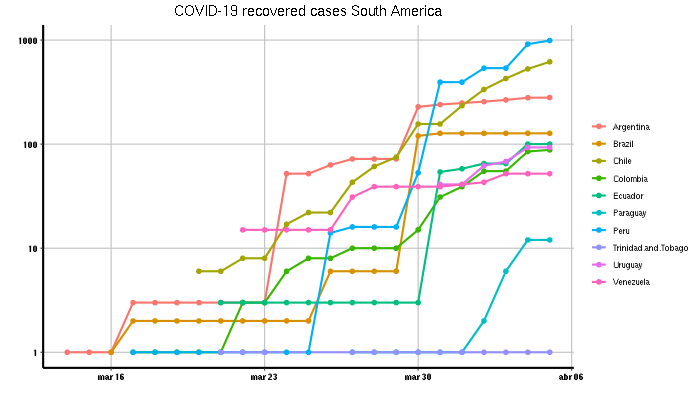 COVID-19 recovered cases South America
1000
100
10
1
mar 16 mar 23 mar 30 abr 06
Argentina
Brazil
Chile
Colombia
Ecuador
Paraguay
Peru
Trinidad.and.Tobago
Uruguay
Venezuela